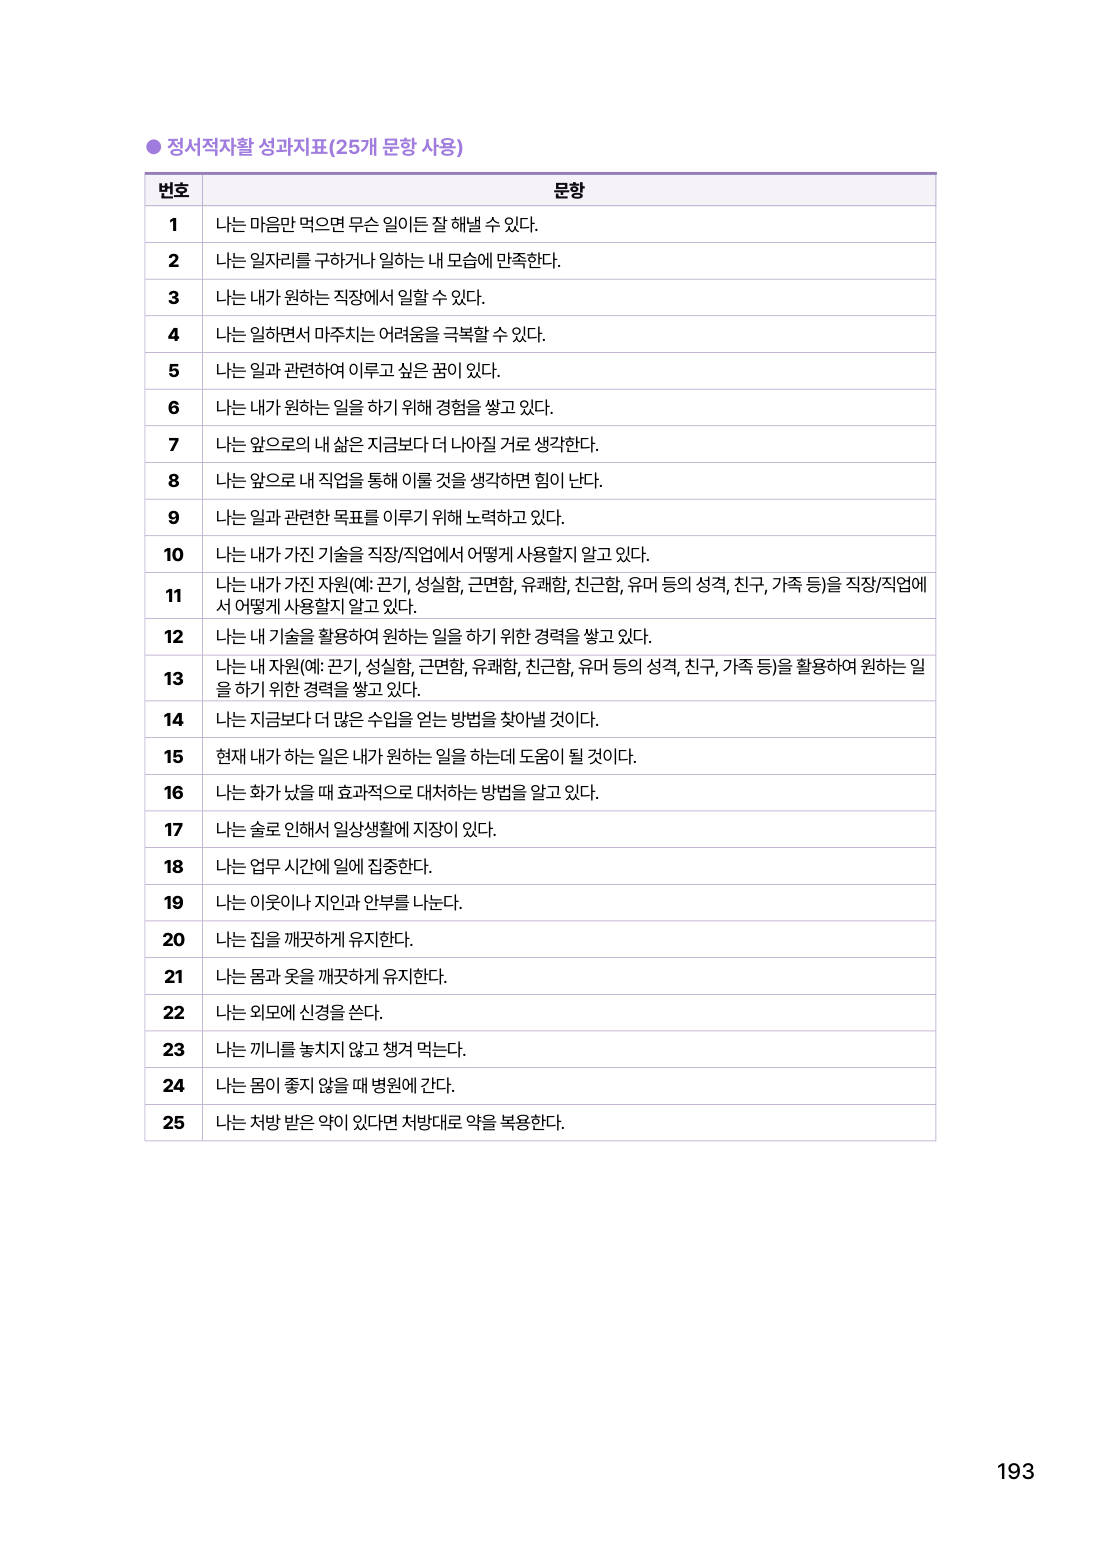 ● 정서적자활 성과지표(25개 문항 사용)
번호 문항
1 나는 마음만 먹으면 무슨 일이든 잘 해낼 수 있다.
2 나는 일자리를 구하거나 일하는 내 모습에 만족한다.
3 나는 내가 원하는 직장에서 일할 수 있다.
4 나는 일하면서 마주치는 어려움을 극복할 수 있다.
5 나는 일과 관련하여 이루고 싶은 꿈이 있다.
6 나는 내가 원하는 일을 하기 위해 경험을 쌓고 있다.
7 나는 앞으로의 내 삶은 지금보다 더 나아질 거로 생각한다.
8 나는 앞으로 내 직업을 통해 이룰 것을 생각하면 힘이 난다.
9 나는 일과 관련한 목표를 이루기 위해 노력하고 있다.
10 나는 내가 가진 기술을 직장/직업에서 어떻게 사용할지 알고 있다.
11 나는 내가 가진 자원(예: 끈기, 성실함, 근면함, 유쾌함, 친근함, 유머 등의 성격, 친구, 가족 등)을 직장/직업에
서 어떻게 사용할지 알고 있다.
12 나는 내 기술을 활용하여 원하는 일을 하기 위한 경력을 쌓고 있다.
13 나는 내 자원(예: 끈기, 성실함, 근면함, 유쾌함, 친근함, 유머 등의 성격, 친구, 가족 등)을 활용하여 원하는 일
을 하기 위한 경력을 쌓고 있다.
14 나는 지금보다 더 많은 수입을 얻는 방법을 찾아낼 것이다.
15 현재 내가 하는 일은 내가 원하는 일을 하는데 도움이 될 것이다.
16 나는 화가 났을 때 효과적으로 대처하는 방법을 알고 있다.
17 나는 술로 인해서 일상생활에 지장이 있다.
18 나는 업무 시간에 일에 집중한다.
19 나는 이웃이나 지인과 안부를 나눈다.
20 나는 집을 깨끗하게 유지한다.
21 나는 몸과 옷을 깨끗하게 유지한다.
22 나는 외모에 신경을 쓴다.
23 나는 끼니를 놓치지 않고 챙겨 먹는다.
24 나는 몸이 좋지 않을 때 병원에 간다.
25 나는 처방 받은 약이 있다면 처방대로 약을 복용한다.
193